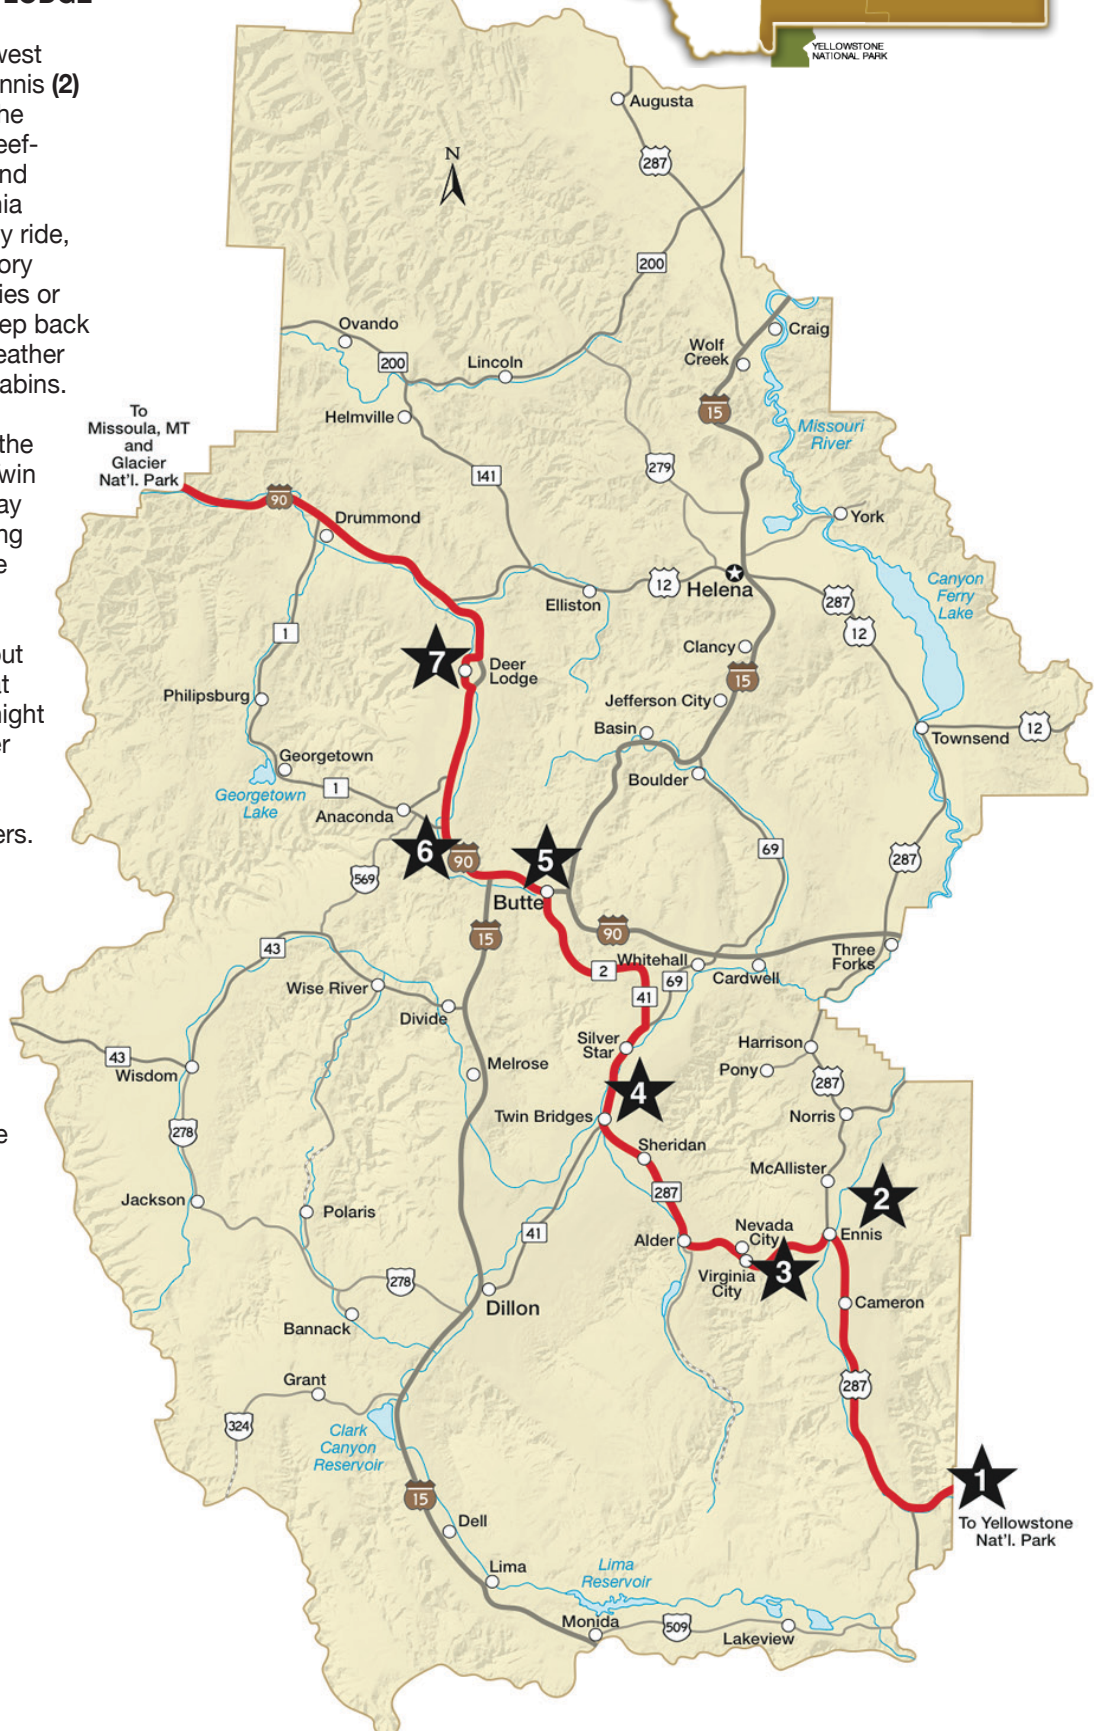 LODGE
west
nnis (2)
he
eef-
nd
nia
y ride,
ory
ies or
ep back
eather
abins.
the
win
ay
ng
e
ut
t
night
r
ers.
e
YELLOWSTONE
NATIONAL PARK
Augusta
N
287
200
Craig
Ovando
Wolf
Creek
200
Lincoln
15
To
Missoula, MT
and
Glacier
Nat'l. Park
Helmville
Missouri
River
279
141
90
Drummond
York
Elliston
12
Helena
Canyon
Ferry
Lake
287
12
1
7
Deer
Lodge
Clancy
15
Philipsburg
Jefferson City
Basin
Townsend
12
Georgetown
Boulder
Georgetown
Lake
1
Anaconda
6
90
5
69
287
569
Butte
15
90
43
Three
Forks
Whitehall
2
69
Cardwell
Wise River
41
Divide
Silver
Star
Harrison
43
Wisdom
Melrose
Pony
287
4
Twin Bridges
Norris
278
Sheridan
McAllister
287
2
Jackson
Polaris
41
Alder
Nevada
City
Ennis
3
Virginia
City
278
Dillon
Cameron
Bannack
Grant
287
324
Clark
Canyon
Reservoir
1
15
Dell
To Yellowstone
Nat'l. Park
Lima
Lima
Reservoir
Monida
509
Lakeview